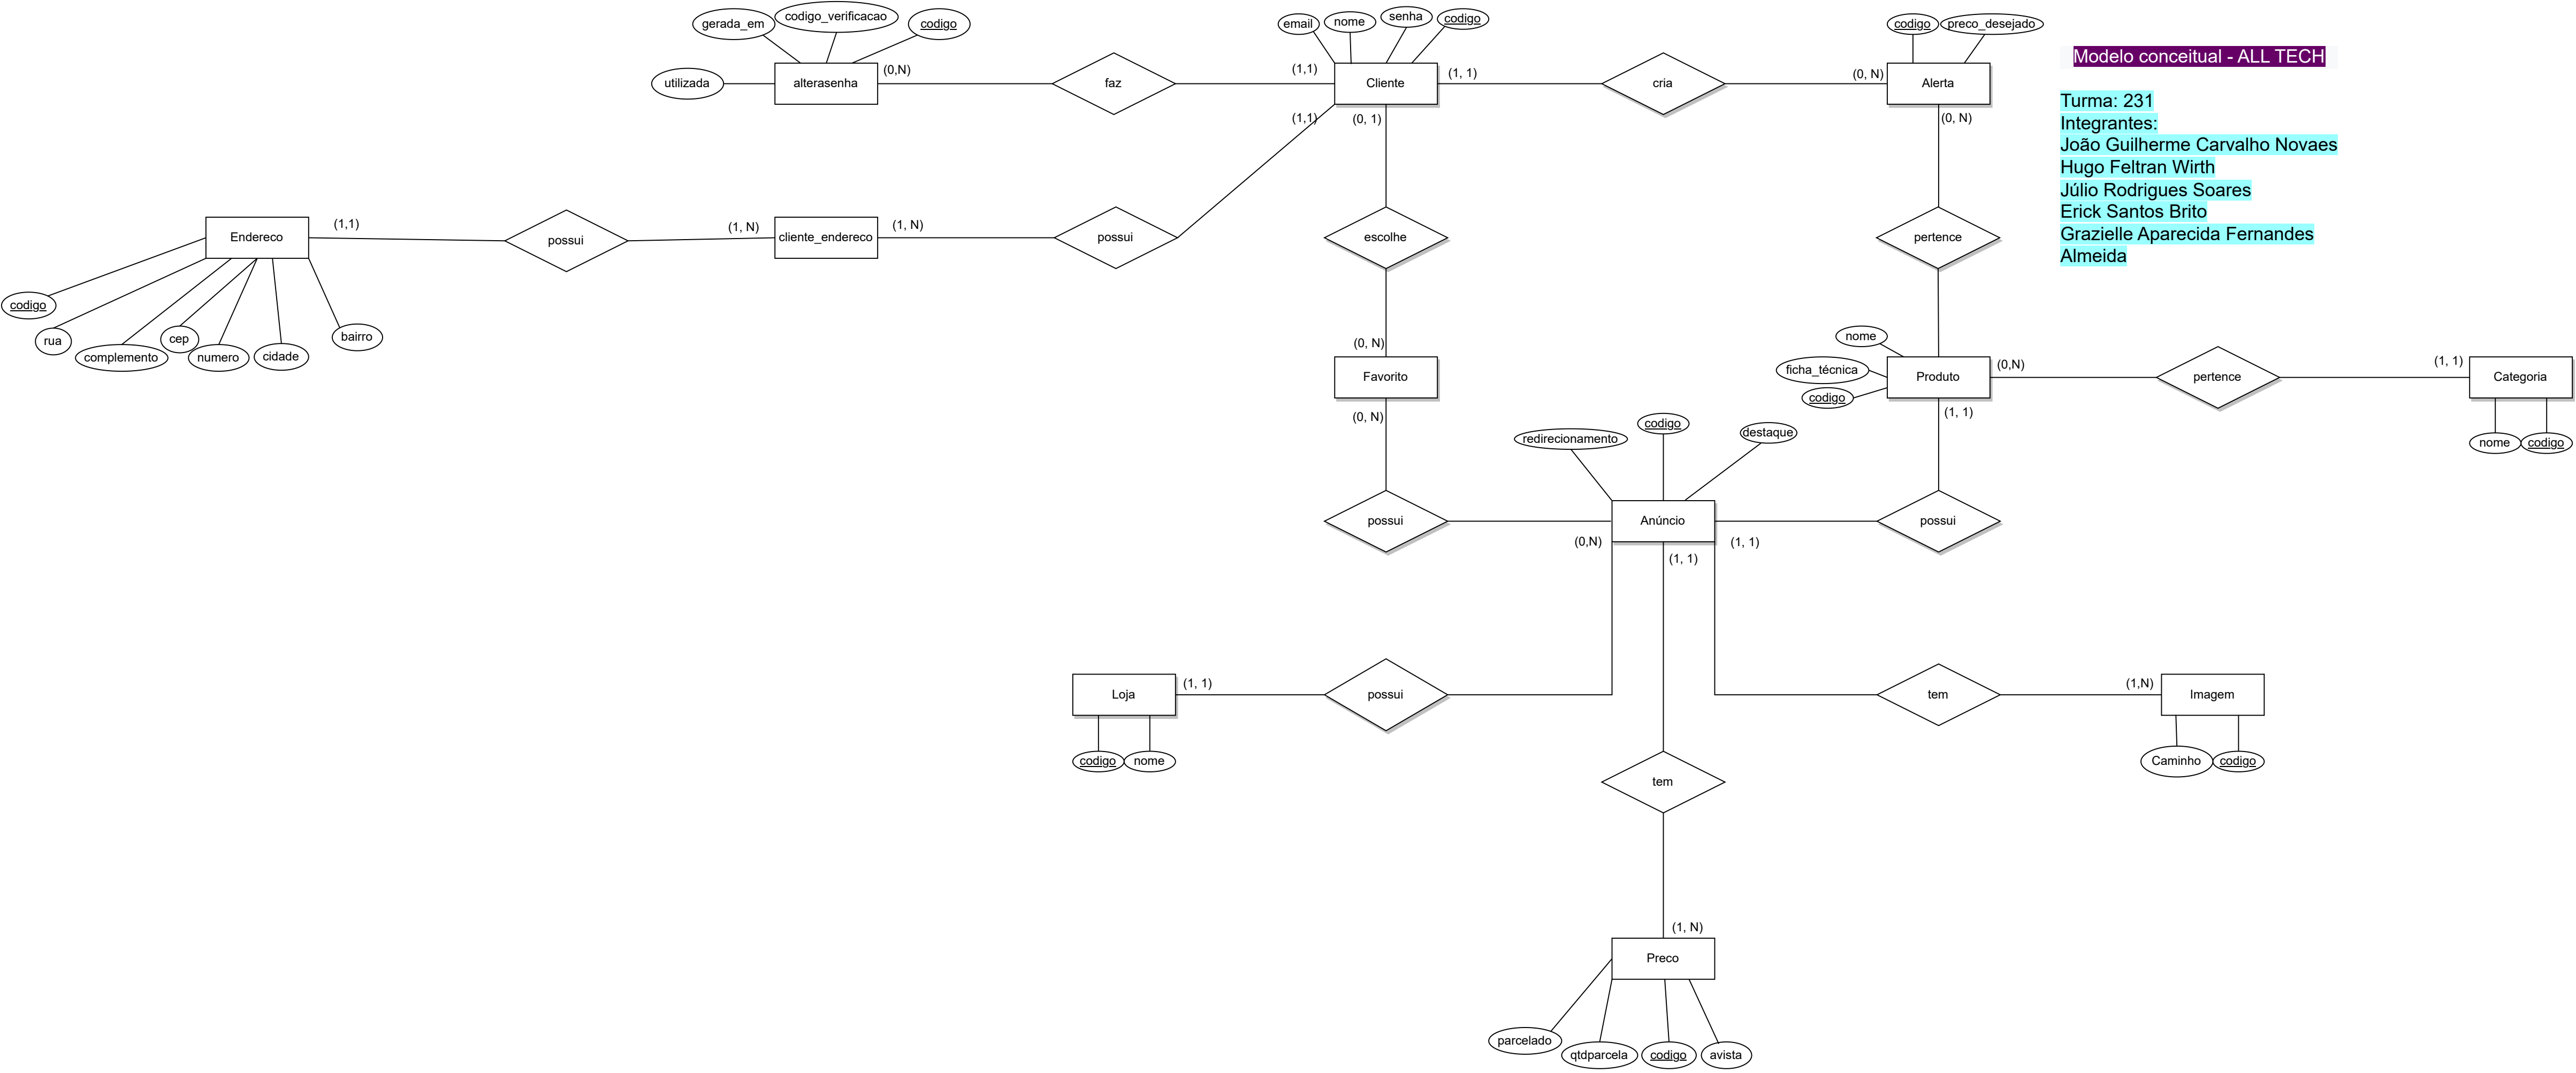 gerada_em
codigo_verificacao
codigo
utilizada
alterasenha
(0,N)
faz
(1,1)
email
nome
senha
codigo
Cliente
(1, 1)
cria
(0, N)
codigo
preco_desejado
Alerta
Modelo conceitual - ALL TECH
Turma: 231
Integrantes:
João Guilherme Carvalho Novaes
Hugo Feltran Wirth
Júlio Rodrigues Soares
Erick Santos Brito
Grazielle Aparecida Fernandes
Almeida
(1,1)
(0, 1)
(0, N)
Endereco
(1,1)
possui
(1, N)
cliente_endereco
(1, N)
possui
escolhe
pertence
codigo
rua
complemento
cep
numero
cidade
bairro
(0, N)
Favorito
(0, N)
nome
ficha_técnica
codigo
Produto
(0,N)
(1, 1)
pertence
(1, 1)
Categoria
nome
codigo
redirecionamento
codigo
destaque
possui
Anúncio
possui
(0,N)
(1, 1)
(1, 1)
Loja
(1, 1)
possui
tem
(1,N)
Imagem
codigo
nome
Caminho
codigo
tem
(1, N)
Preco
parcelado
qtdparcela
codigo
avista